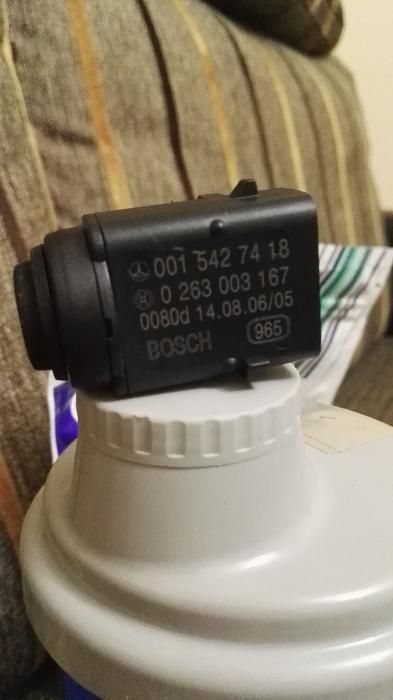 001 542 74 18
0 263 003 167
0080d 14.08.06/05
BOSCH 965